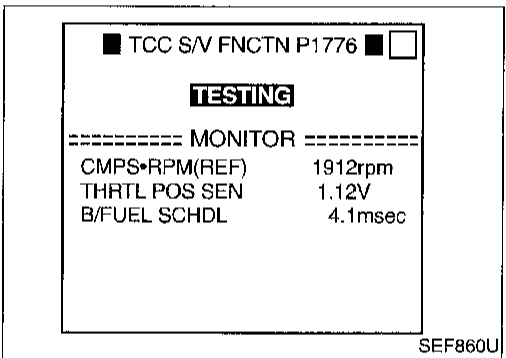 ■ TCC S/V FNCTN P1776 ■ □
TESTING
========== MONITOR ==========
CMPS•RPM(REF) 1912rpm
THRTL POS SEN 1.12V
B/FUEL SCHDL 4.1msec
SEF860U